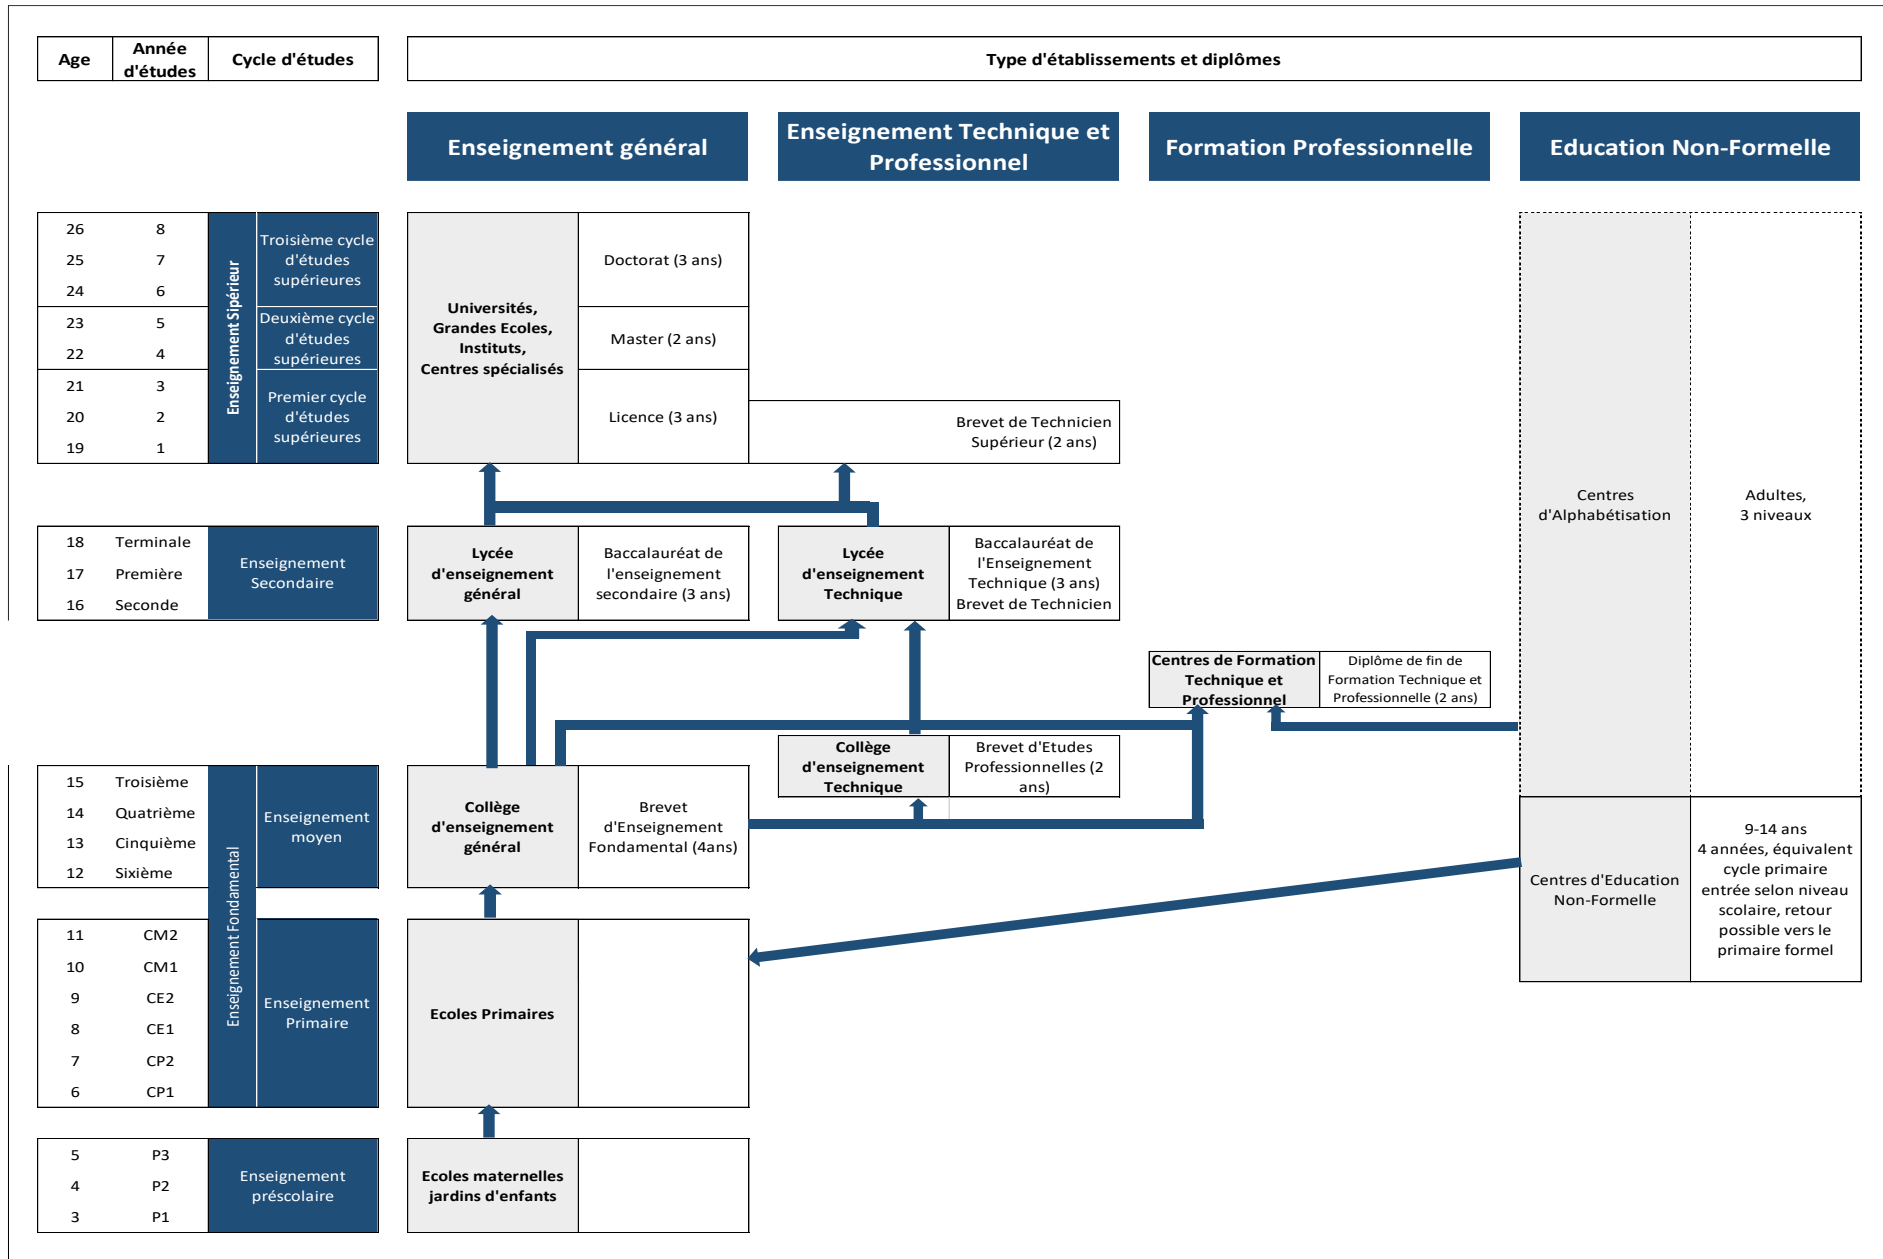 Age
Année
d'études
Cycle d'études
Type d'établissements et diplômes
Enseignement général
Enseignement Technique et
Professionnel
Formation Professionnelle
Education Non-Formelle
26 8
25 7
24 6
23 5
22 4
21 3
20 2
19 1
Enseignement Sipérieur
Troisième cycle
d'études
supérieures
Deuxième cycle
d'études
supérieures
Premier cycle
d'études
supérieures
Universités,
Grandes Ecoles,
Instituts,
Centres spécialisés
Doctorat (3 ans)
Master (2 ans)
Licence (3 ans)
Brevet de Technicien
Supérieur (2 ans)
Centres
d'Alphabétisation
Adultes,
3 niveaux
18 Terminale
17 Première
16 Seconde
Enseignement
Secondaire
Lycée
d'enseignement
général
Baccalauréat de
l'enseignement
secondaire (3 ans)
Lycée
d'enseignement
Technique
Baccalauréat de
l'Enseignement
Technique (3 ans)
Brevet de Technicien
Centres de Formation
Technique et
Professionnel
Diplôme de fin de
Formation Technique et
Professionnelle (2 ans)
Collège
d'enseignement
Technique
Brevet d'Etudes
Professionnelles (2
ans)
15 Troisième
14 Quatrième
13 Cinquième
12 Sixième
Enseignement Fondamental
Enseignement
moyen
Collège
d'enseignement
général
Brevet
d'Enseignement
Fondamental (4ans)
Centres d'Education
Non-Formelle
9-14 ans
4 années, équivalent
cycle primaire
entrée selon niveau
scolaire, retour
possible vers le
primaire formel
11 CM2
10 CM1
9 CE2
8 CE1
7 CP2
6 CP1
Enseignement
Primaire
Ecoles Primaires
5 P3
4 P2
3 P1
Enseignement
préscolaire
Ecoles maternelles
jardins d'enfants